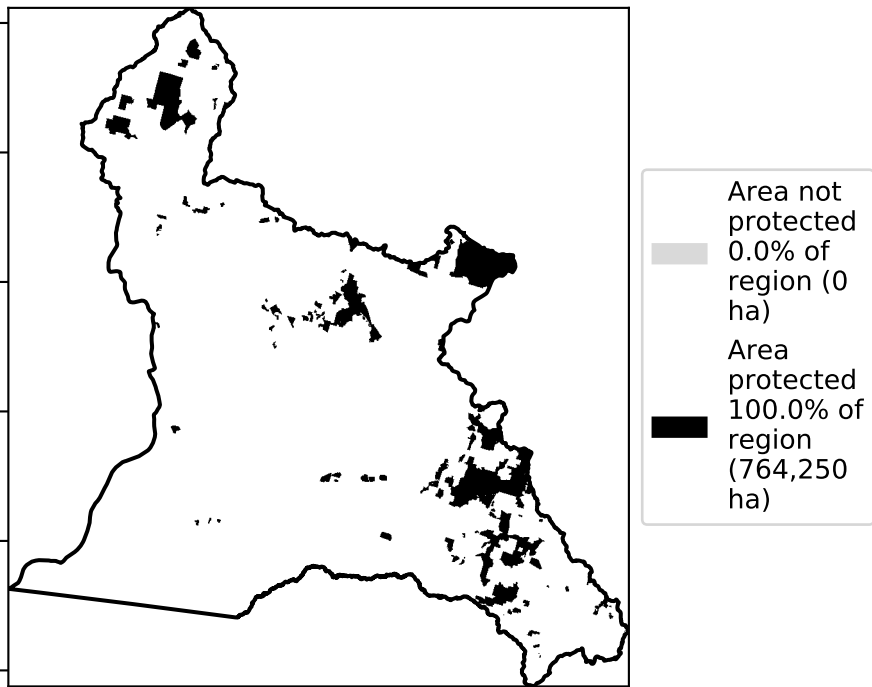 Area not
protected
0.0% of
region (0
ha)
Area
protected
100.0% of
region
(764,250
ha)